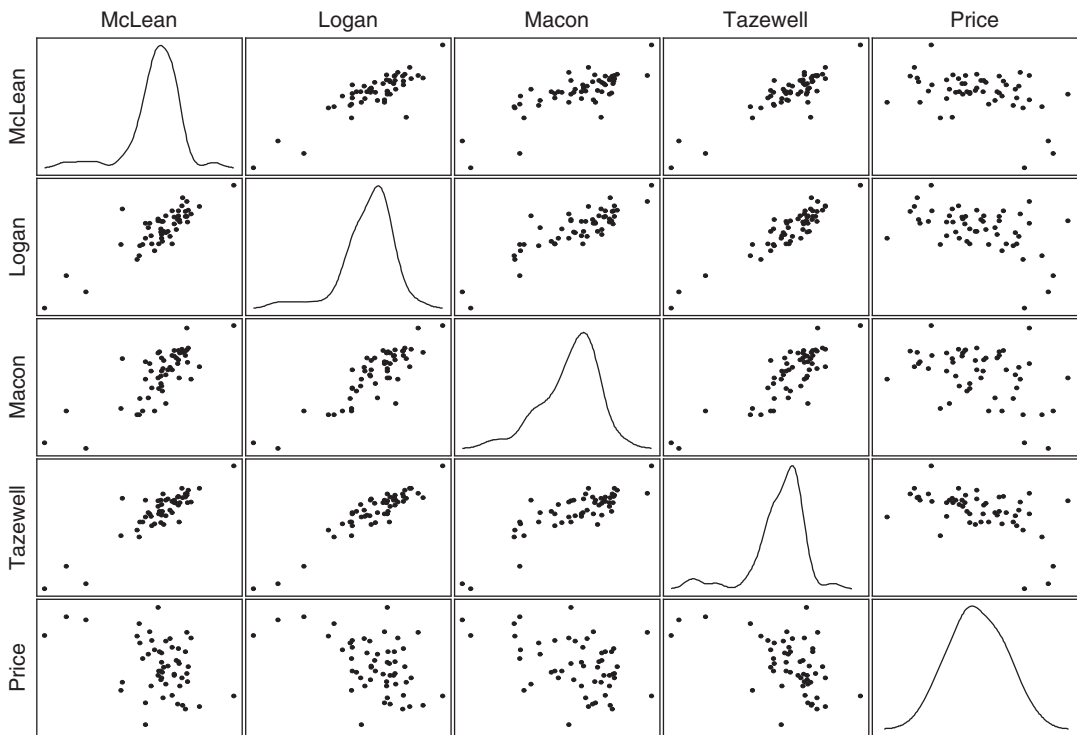 McLean Logan Macon Tazewell Price
McLean
Logan
Macon
Tazewell
Price